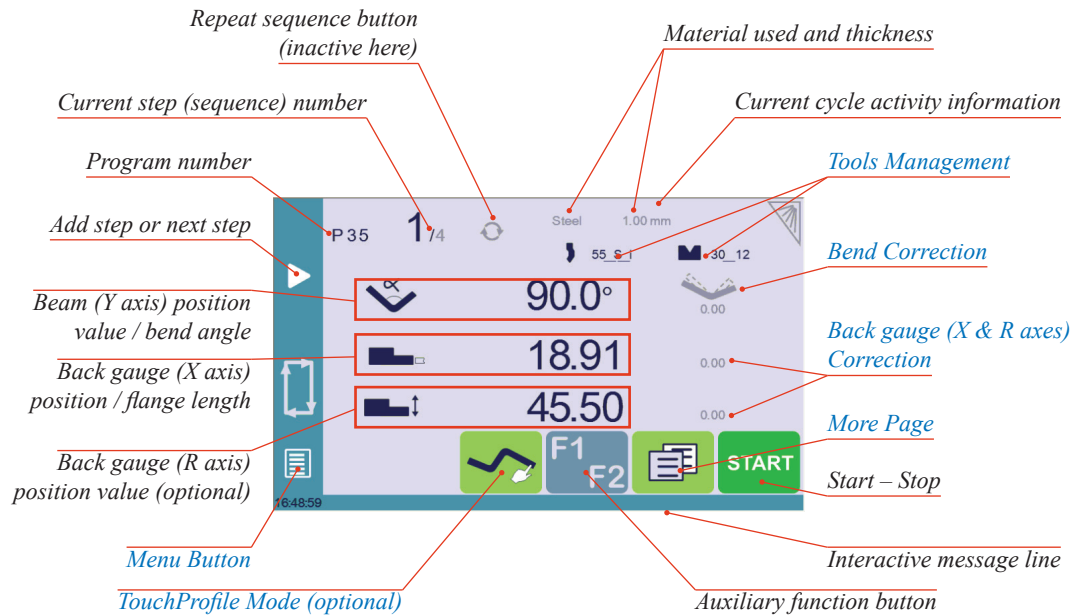 Repeat sequence button
(inactive here)
Material used and thickness
Current step (sequence) number
Current cycle activity information
Program number
Tools Management
Add step or next step
P 35
1/4
Steel
1.00 mm
55_S_I
30_12
Bend Correction
Beam (Y axis) position
value / bend angle
90.0°
0.00
Back gauge (X & R axes)
Correction
Back gauge (X axis)
position / flange length
18.91
0.00
45.50
0.00
More Page
Back gauge (R axis)
position value (optional)
F1
F2
START
Start – Stop
16:48:59
Menu Button
Interactive message line
TouchProfile Mode (optional)
Auxiliary function button